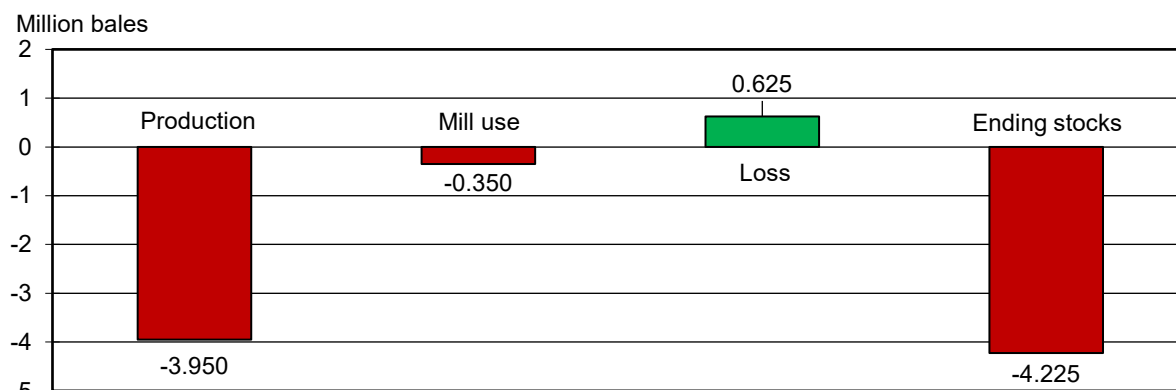 Million bales
2
1
0
-1
-2
-3
-4
-5
Production
Mill use
0.625
Loss
Ending stocks
-3.950
-0.350
-4.225